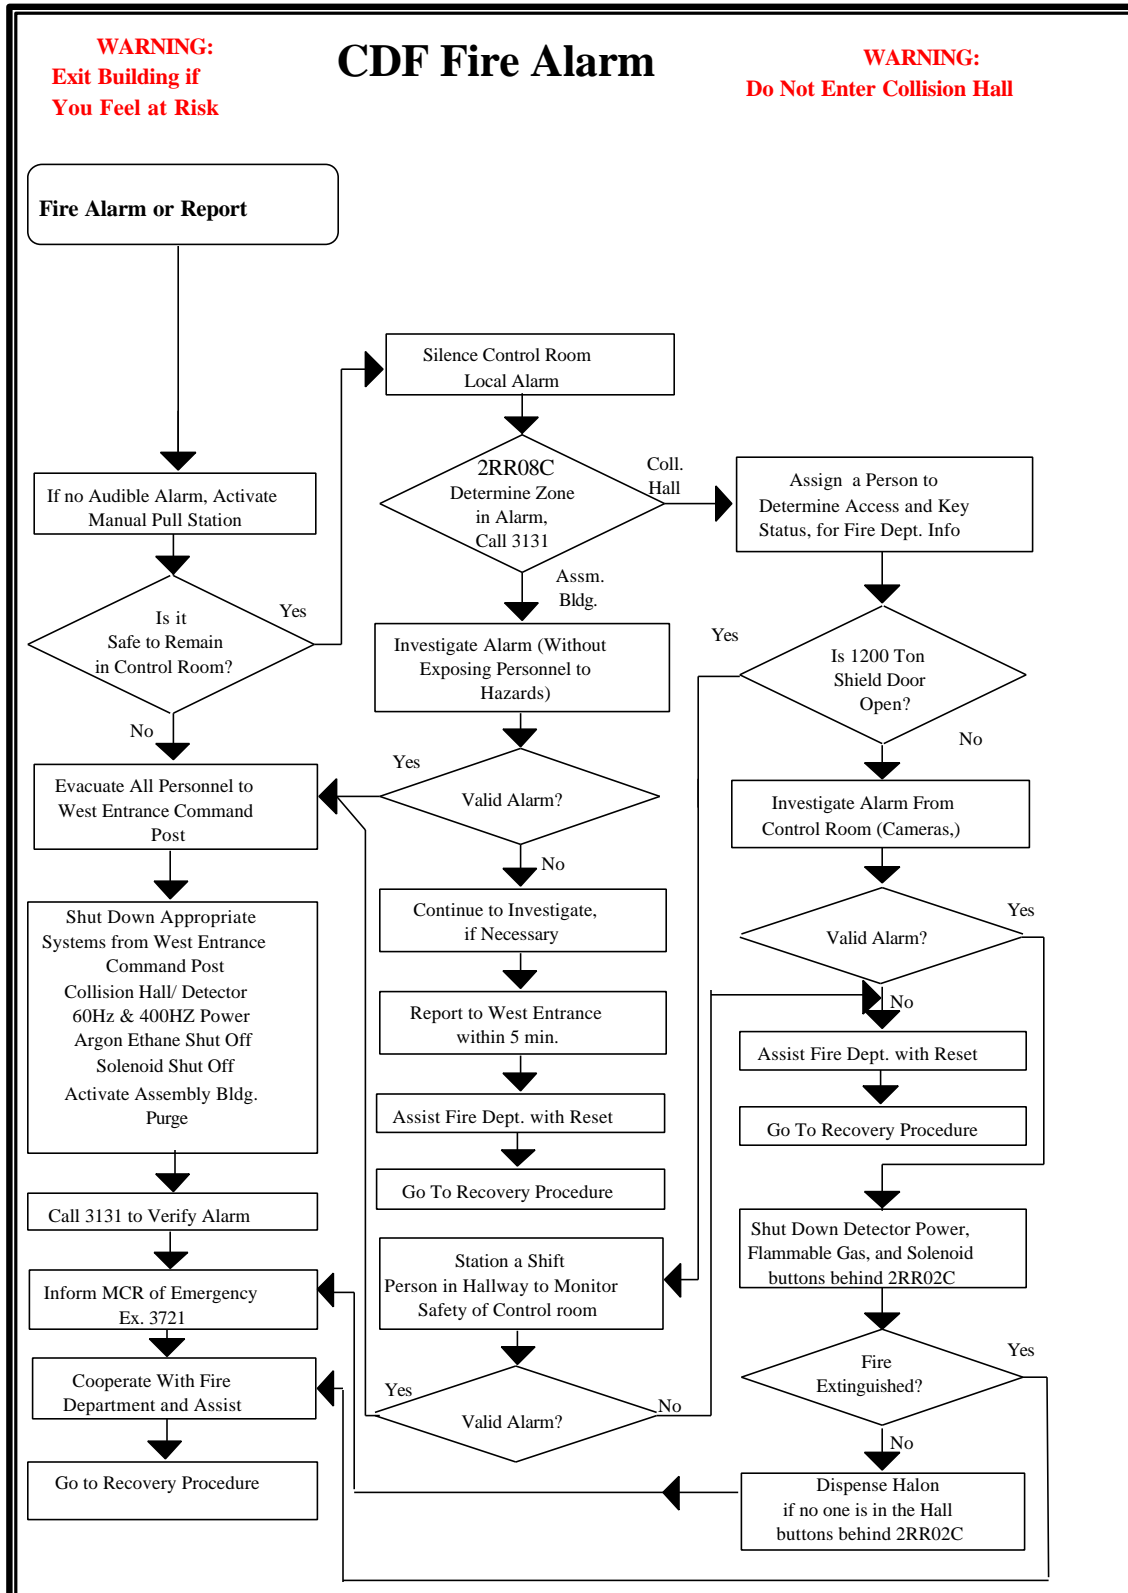 WARNING:
Exit Building if
You Feel at Risk
CDF Fire Alarm
WARNING:
Do Not Enter Collision Hall
Fire Alarm or Report
If no Audible Alarm, Activate
Manual Pull Station
Is it
Safe to Remain
in Control Room?
Yes
No
Evacuate All Personnel to
West Entrance Command
Post
Shut Down Appropriate
Systems from West Entrance
Command Post
Collision Hall/ Detector
60Hz & 400HZ Power
Argon Ethane Shut Off
Solenoid Shut Off
Activate Assembly Bldg.
Purge
Call 3131 to Verify Alarm
Inform MCR of Emergency
Ex. 3721
Cooperate With Fire
Department and Assist
Go to Recovery Procedure
Silence Control Room
Local Alarm
2RR08C
Determine Zone
in Alarm,
Call 3131
Coll.
Hall
Assm.
Bldg.
Investigate Alarm (Without
Exposing Personnel to
Hazards)
Yes
Valid Alarm?
No
Continue to Investigate,
if Necessary
Report to West Entrance
within 5 min.
Assist Fire Dept. with Reset
Go To Recovery Procedure
Station a Shift
Person in Hallway to Monitor
Safety of Control room
Yes
Valid Alarm?
No
Assign a Person to
Determine Access and Key
Status, for Fire Dept. Info
Yes
Is 1200 Ton
Shield Door
Open?
No
Investigate Alarm From
Control Room (Cameras,)
Yes
Valid Alarm?
No
Assist Fire Dept. with Reset
Go To Recovery Procedure
Shut Down Detector Power,
Flammable Gas, and Solenoid
buttons behind 2RR02C
Fire
Extinguished?
Yes
No
Dispense Halon
if no one is in the Hall
buttons behind 2RR02C